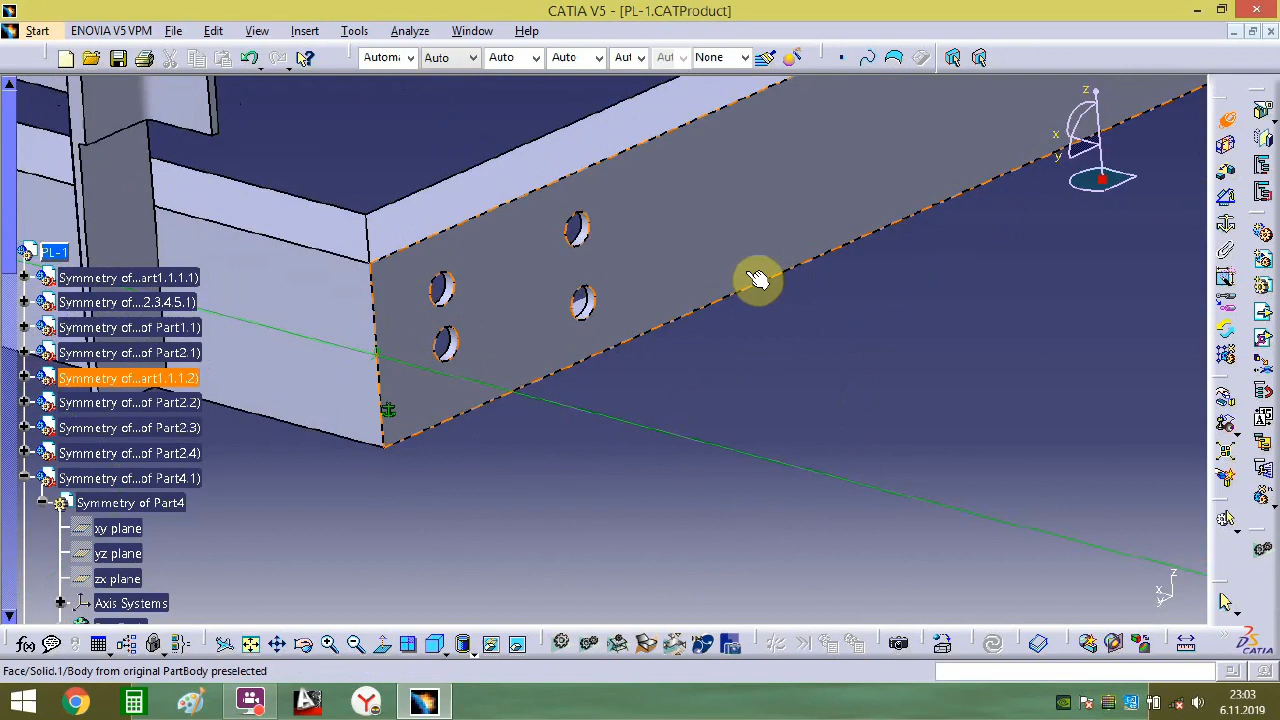 CATIA V5 - [PL-1.CATProduct]
Start ENOVIA V5 VPM File Edit View Insert Tools Analyze Window Help
Automa Auto Auto Auto Aut Aut None
z
x
y
PL-1
Symmetry of...art1.1.1.1)
Symmetry of...2.3.4.5.1)
Symmetry of...of Part1.1)
Symmetry of...of Part2.1)
Symmetry of...art1.1.1.2)
Symmetry of...of Part2.2)
Symmetry of...of Part2.3)
Symmetry of...of Part2.4)
Symmetry of...of Part4.1)
Symmetry of Part4
xy plane
yz plane
zx plane
Axis Systems
z
x
y
CATIA
Face/Solid.1/Body from original PartBody preselected
23:03
6.11.2019